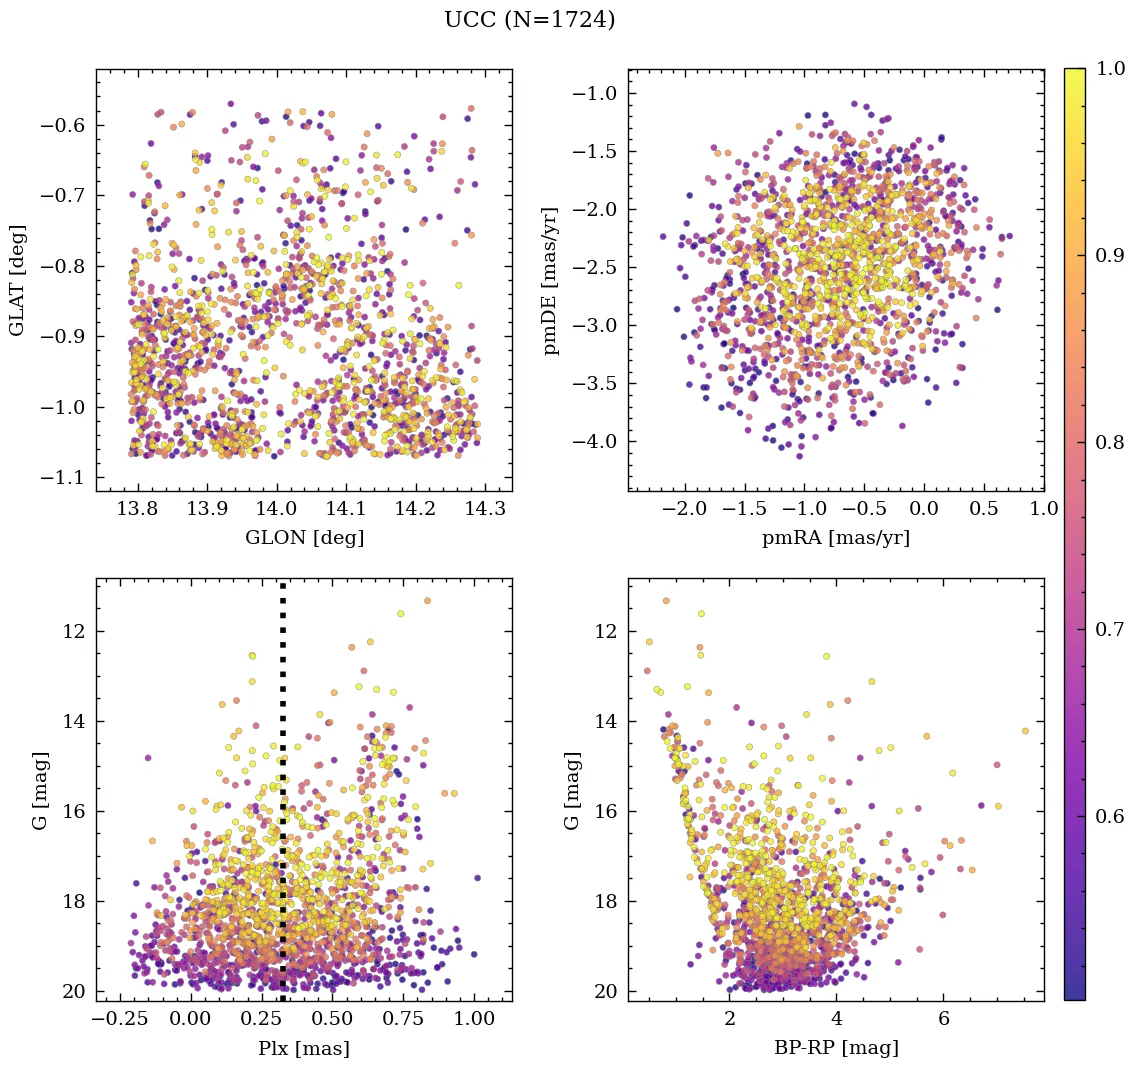 UCC (N=1724)
−0.6
−0.7
−0.8
−0.9
−1.0
−1.1
GLAT [deg]
13.8 13.9 14.0 14.1 14.2 14.3
GLON [deg]
−1.0
−1.5
−2.0
−2.5
−3.0
−3.5
−4.0
pmDE [mas/yr]
−2.0 −1.5 −1.0 −0.5 0.0 0.5 1.0
pmRA [mas/yr]
12
14
16
18
20
G [mag]
−0.25 0.00 0.25 0.50 0.75 1.00
Plx [mas]
12
14
16
18
20
G [mag]
2 4 6
BP-RP [mag]
1.0
0.9
0.8
0.7
0.6